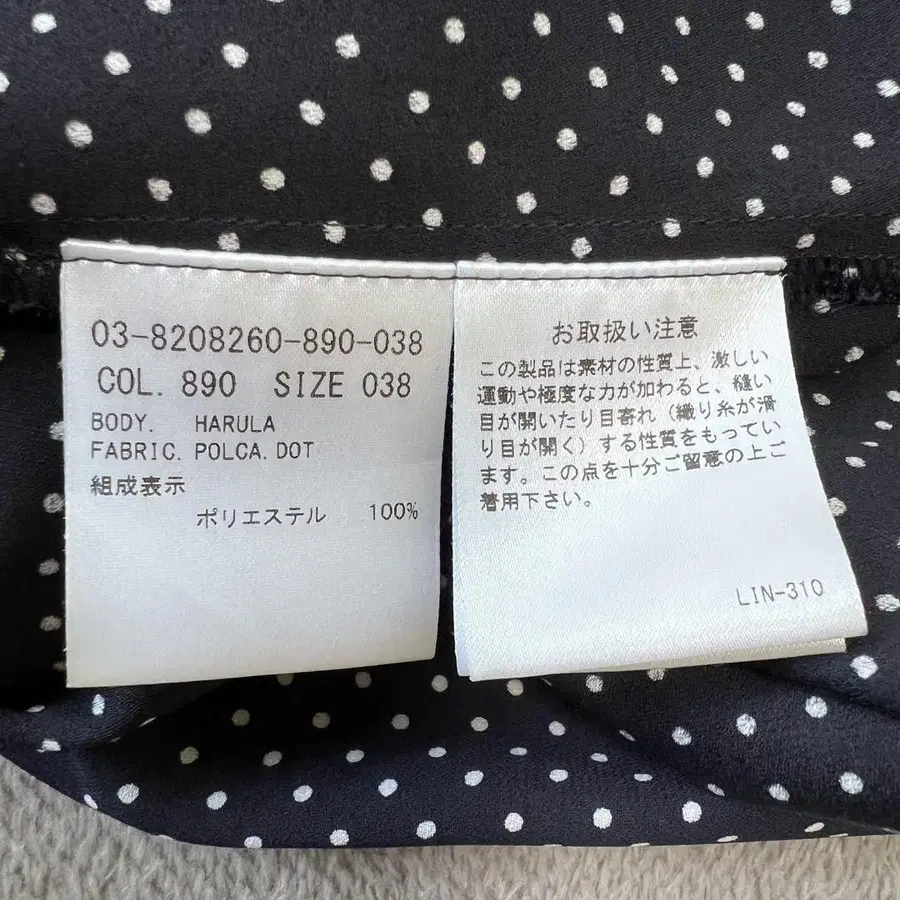 03-8208260-890-038
COL. 890 SIZE 038
BODY. HARULA
FABRIC. POLCA. DOT
組成表示
ポリエステル 100%
お取扱い注意
この製品は素材の性質上、激しい
運動や極度な力が加わると、縫い
目が開いたり目寄れ（織り糸が滑
り目が開く）する性質をもってい
ます。この点を十分ご留意の上ご
着用下さい。
LIN-310